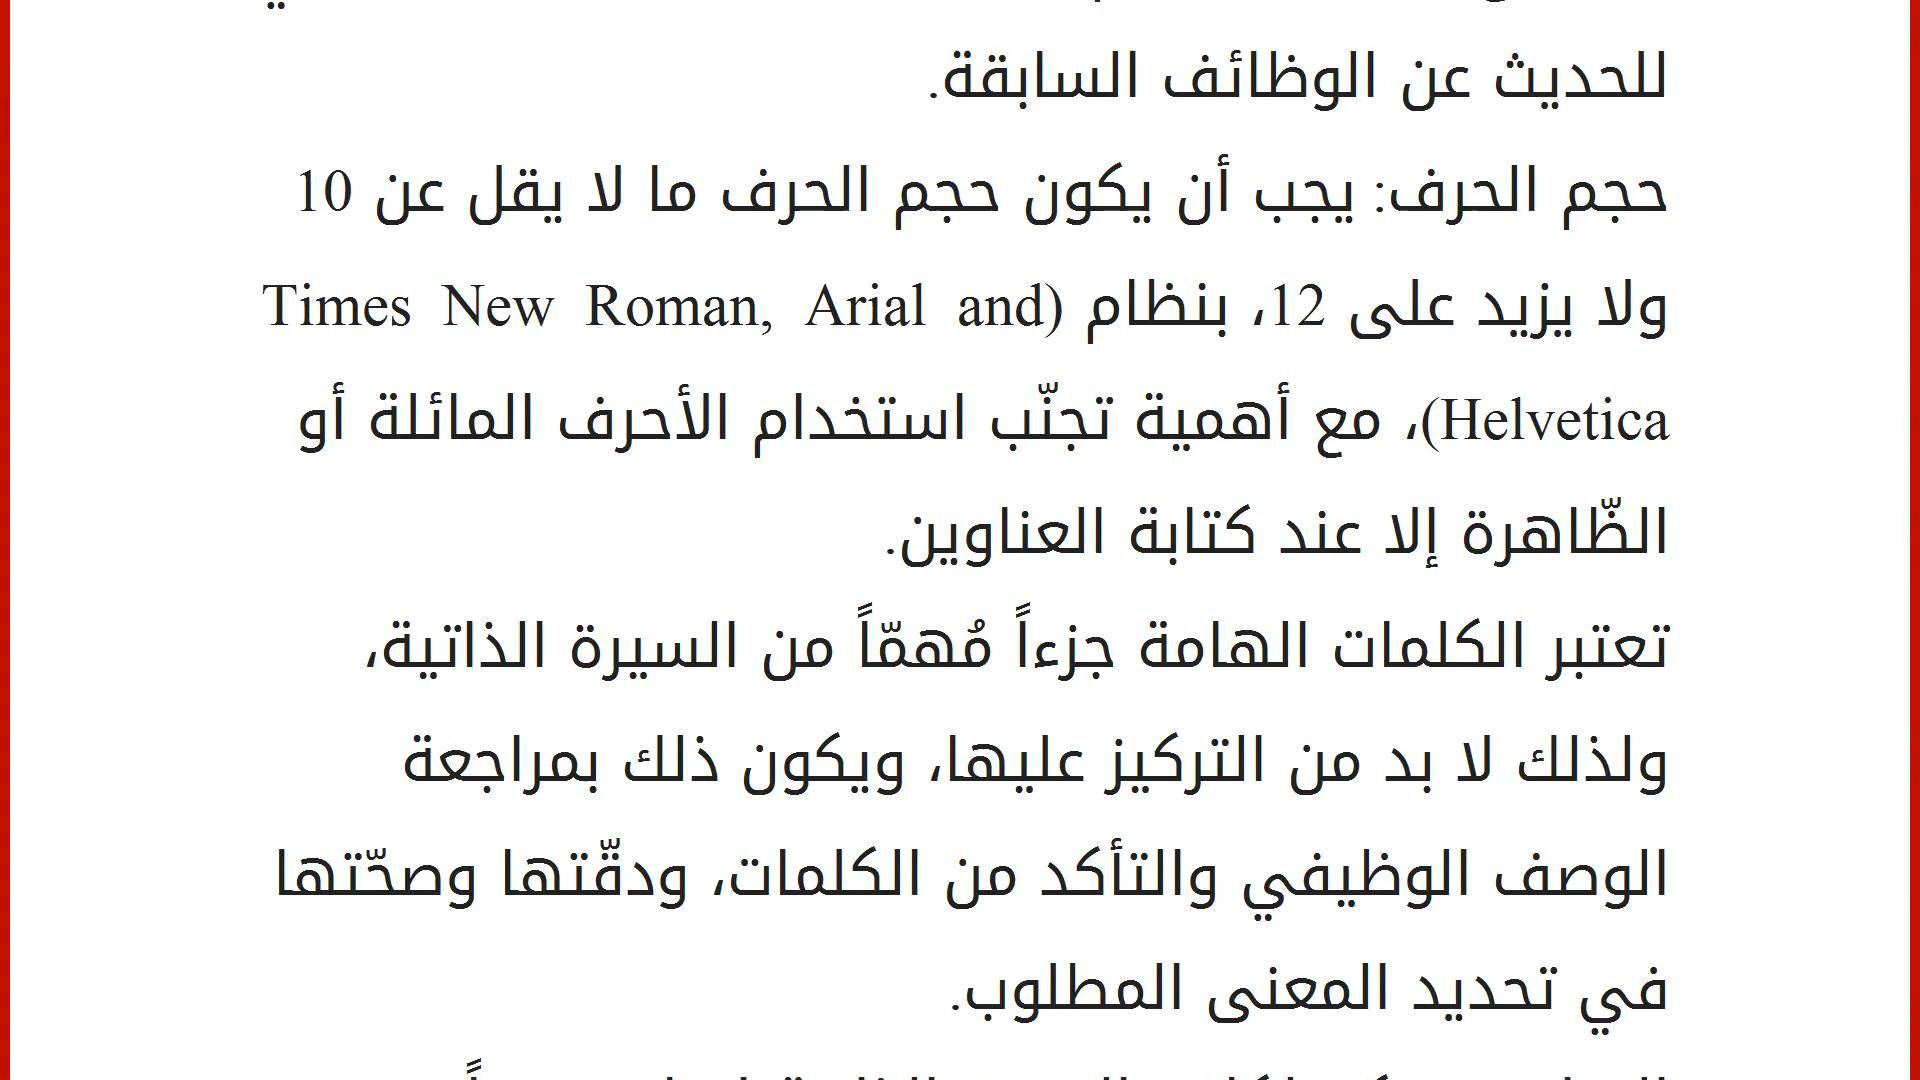 للحديث عن الوظائف السابقة.
حجم الحرف: يجب أن يكون حجم الحرف ما لا يقل عن 10
ولا يزيد على 12، بنظام (Times New Roman, Arial and
Helvetica)، مع أهمية تجنّب استخدام الأحرف المائلة أو
الظّاهرة إلا عند كتابة العناوين.
تعتبر الكلمات الهامة جزءاً مُهمّاً من السيرة الذاتية،
ولذلك لا بد من التركيز عليها، ويكون ذلك بمراجعة
الوصف الوظيفي والتأكد من الكلمات، ودقّتها وصحّتها
في تحديد المعنى المطلوب.